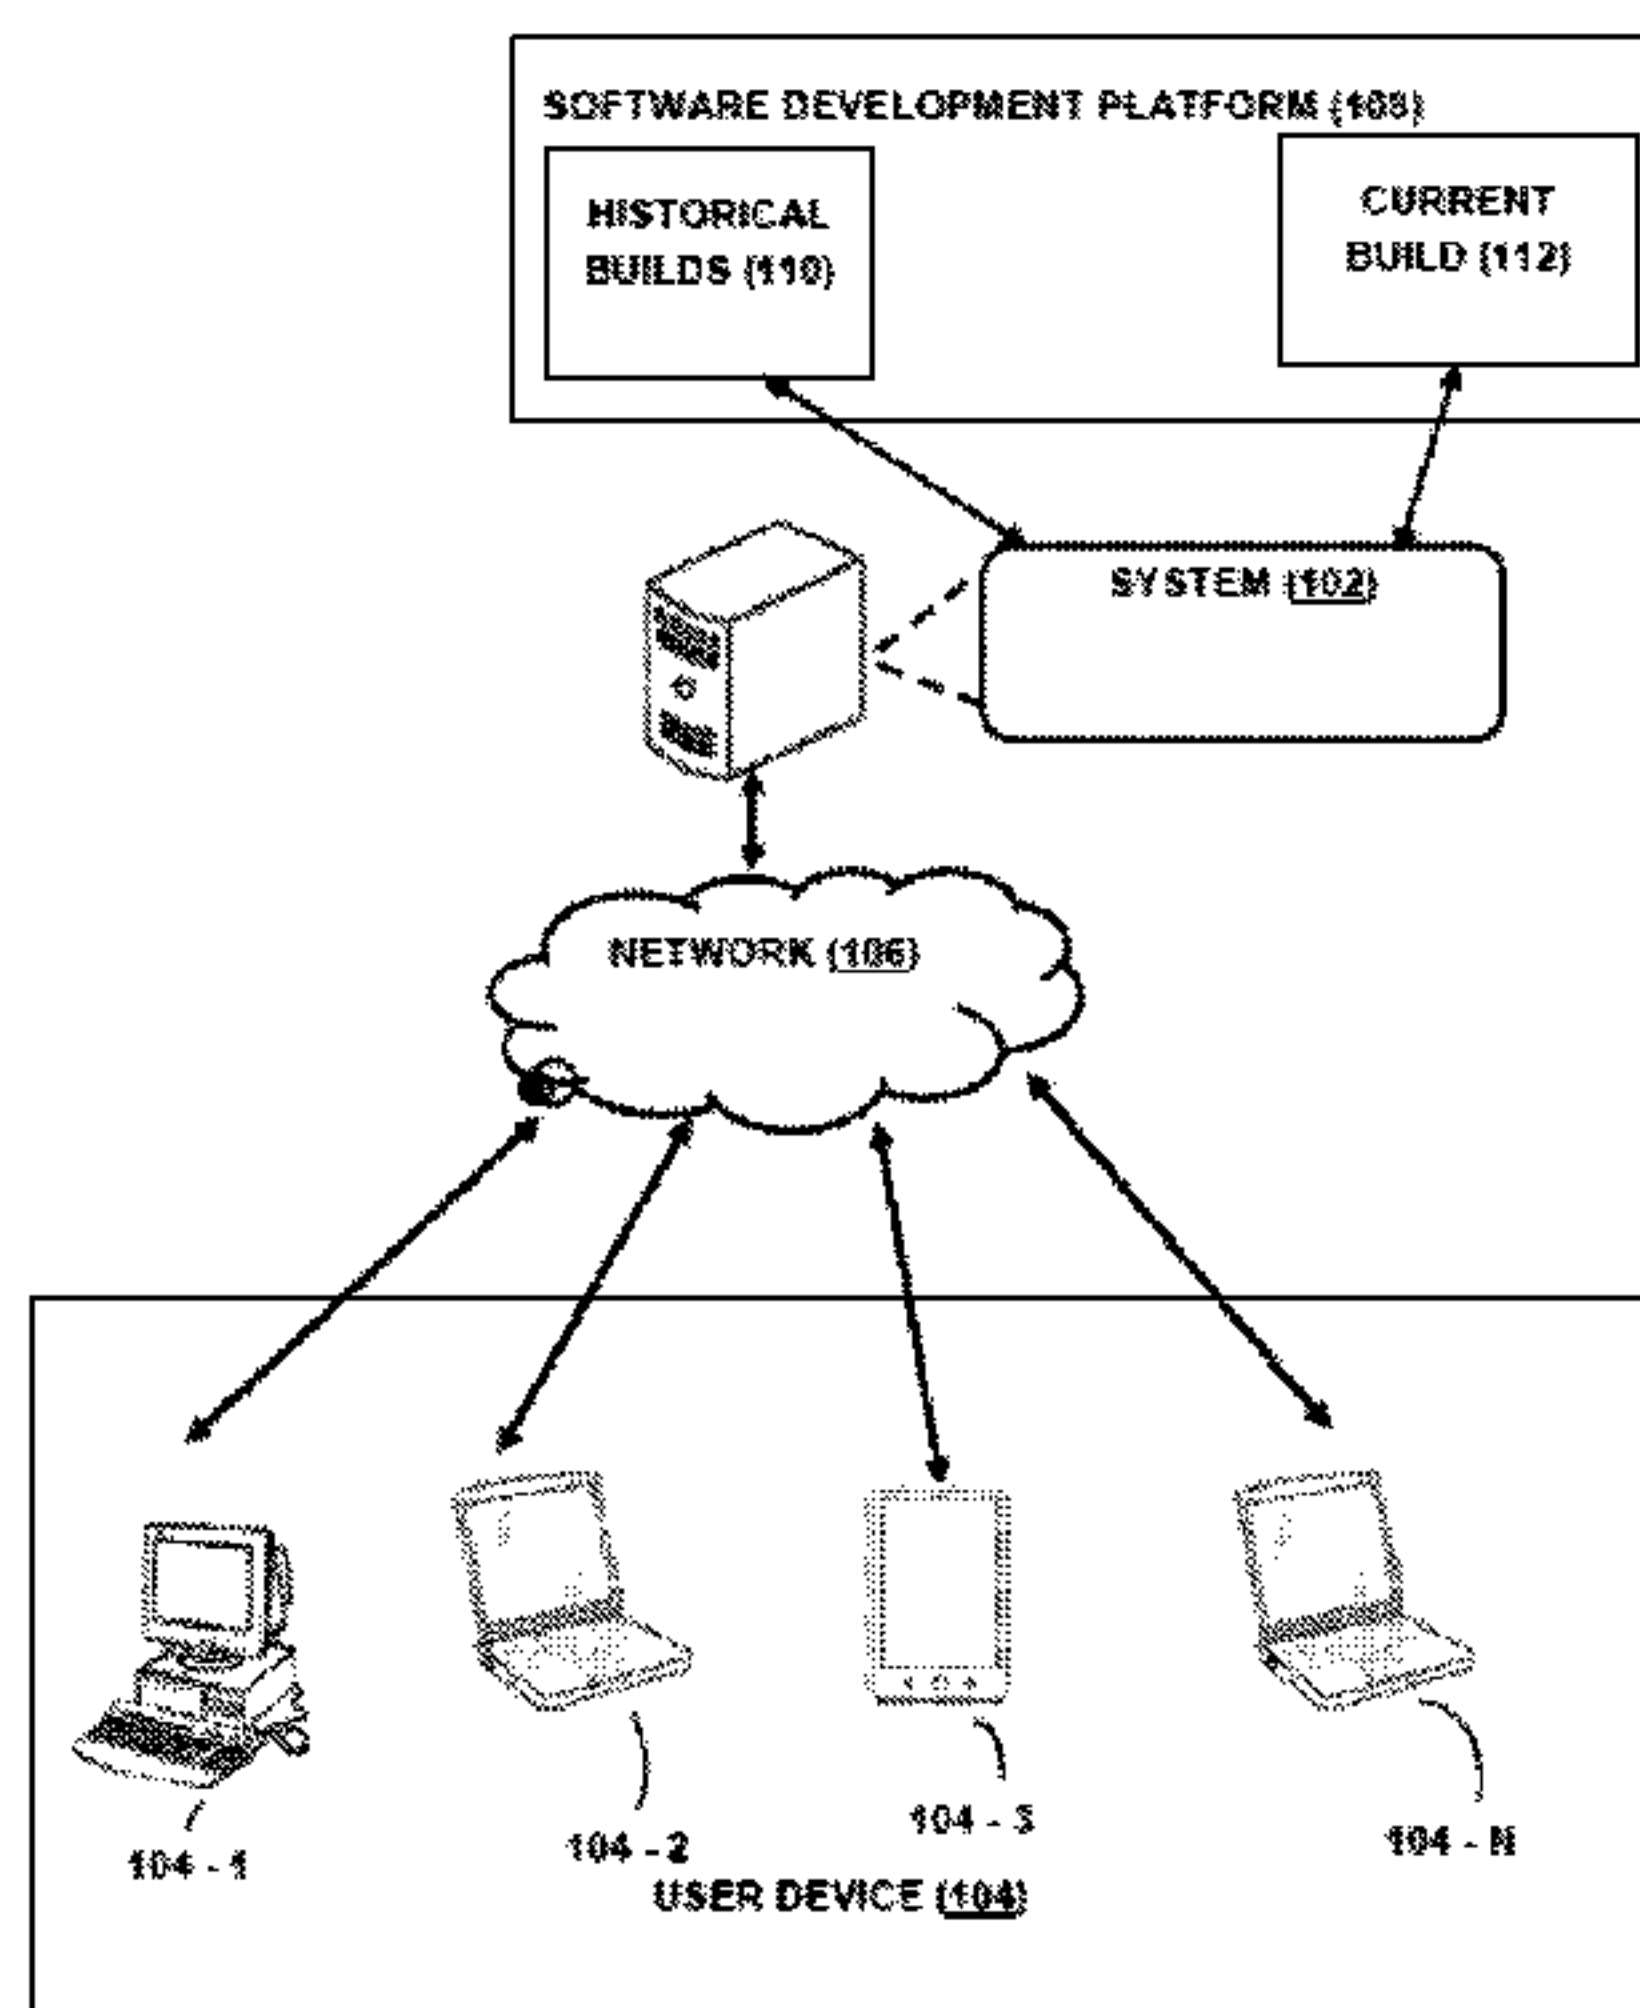 SOFTWARE DEVELOPMENT PLATFORM (108)
HISTORICAL
BUILDS (110)
CURRENT
BUILD (112)
SYSTEM (102)
NETWORK (106)
104 - 1
104 - 2
104 - 3
104 - N
USER DEVICE (104)